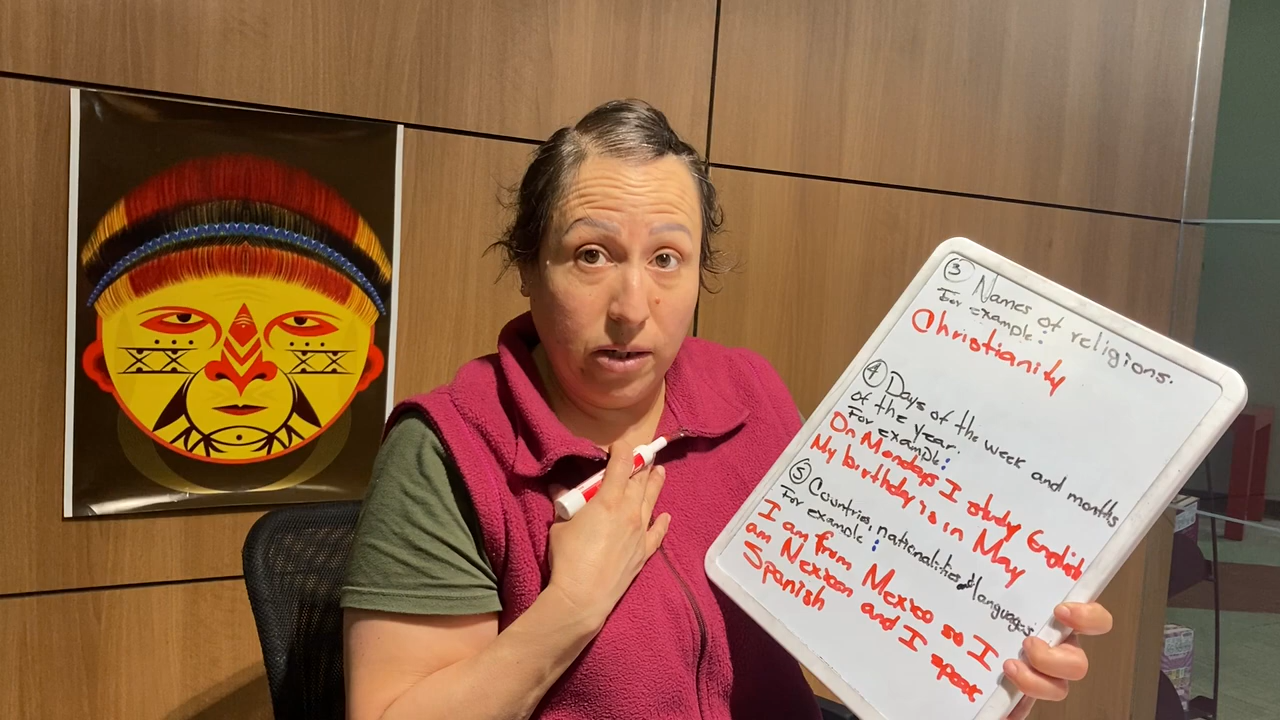 ③ Names of religions.
For example:
Christianity
④ Days of the week and months
of the year.
For example:
On Mondays I study English
My birthday is in May
⑤ Countries, nationalities & languages
For example:
I am from Mexico so I
am Mexican and I speak
Spanish